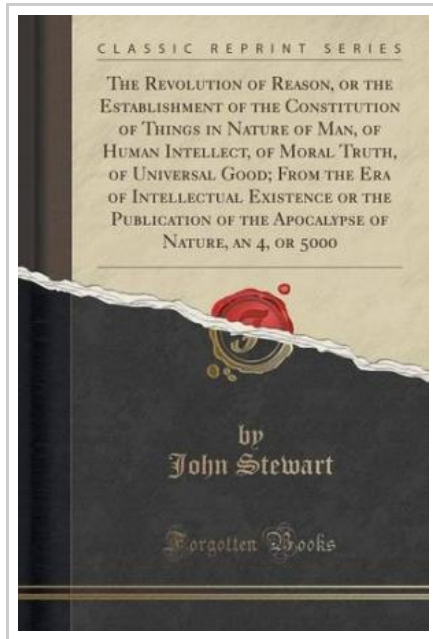 CLASSIC REPRINT SERIES
THE REVOLUTION OF REASON, OR THE
ESTABLISHMENT OF THE CONSTITUTION
OF THINGS IN NATURE OF MAN, OF
HUMAN INTELLECT, OF MORAL TRUTH,
OF UNIVERSAL GOOD; FROM THE ERA
OF INTELLECTUAL EXISTENCE OR THE
PUBLICATION OF THE APOCALYPSE OF
NATURE, AN 4, OR 5000
by
John Stewart
Forgotten Books